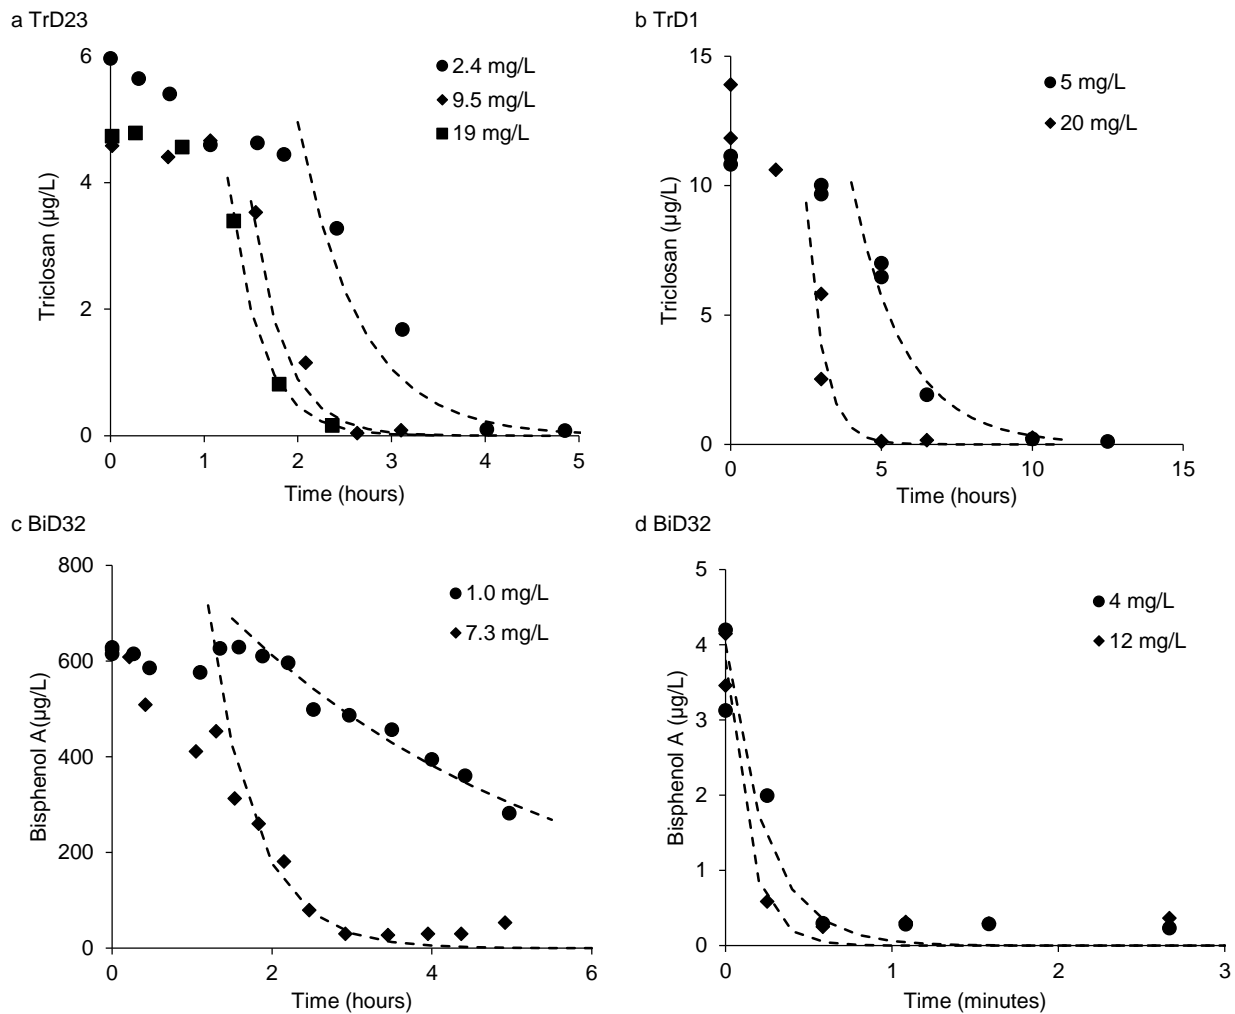 a TrD23
6
4
2
0
Triclosan (µg/L)
0 1 2 3 4 5
Time (hours)
2.4 mg/L
9.5 mg/L
19 mg/L
b TrD1
15
10
5
0
Triclosan (µg/L)
0 5 10 15
Time (hours)
5 mg/L
20 mg/L
c BiD32
800
600
400
200
0
Bisphenol A(µg/L)
0 2 4 6
Time (hours)
1.0 mg/L
7.3 mg/L
d BiD32
5
4
3
2
1
0
Bisphenol A (µg/L)
0 1 2 3
Time (minutes)
4 mg/L
12 mg/L